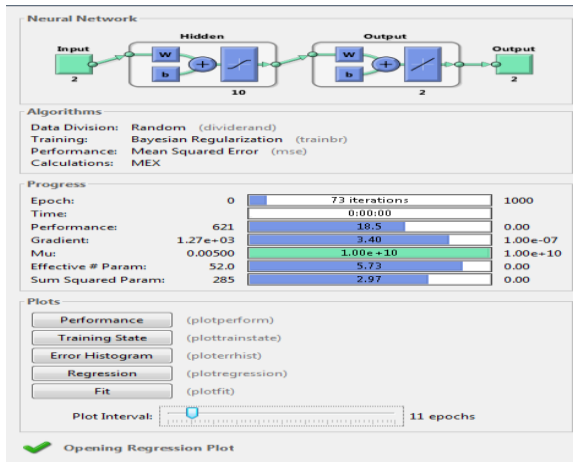 Neural Network
Hidden Output
Input Output
W W
b b
2 2
10 2
Algorithms
Data Division: Random (dividerand)
Training: Bayesian Regularization (trainbr)
Performance: Mean Squared Error (mse)
Calculations: MEX
Progress
Epoch: 0 73 iterations 1000
Time: 0:00:00
Performance: 621 18.5 0.00
Gradient: 1.27e+03 3.40 1.00e-07
Mu: 0.00500 1.00e+10 1.00e+10
Effective # Param: 52.0 5.73 0.00
Sum Squared Param: 285 2.97 0.00
Plots
Performance (plotperform)
Training State (plottrainstate)
Error Histogram (ploterrhist)
Regression (plotregression)
Fit (plotfit)
Plot Interval: 11 epochs
Opening Regression Plot